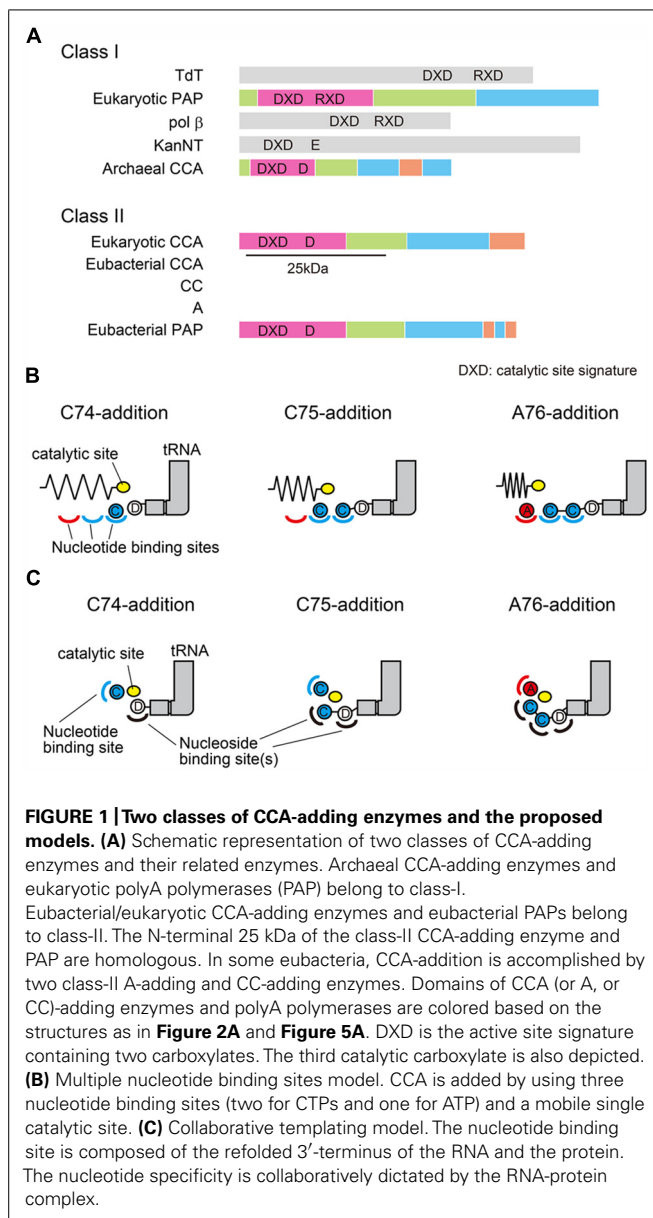 A
Class I
TdT DXD RXD
Eukaryotic PAP DXD RXD
pol β DXD RXD
KanNT DXD E
Archaeal CCA DXD D
Class II
Eukaryotic CCA DXD D
Eubacterial CCA 25kDa
CC
A
Eubacterial PAP DXD D
DXD: catalytic site signature
B
C74-addition C75-addition A76-addition
catalytic site tRNA
D D D
C C C A C C
Nucleotide binding sites
C
C74-addition C75-addition A76-addition
catalytic site tRNA
C C A
D C D C C D
Nucleotide binding site Nucleoside binding site(s)
FIGURE 1 | Two classes of CCA-adding enzymes and the proposed
models. (A) Schematic representation of two classes of CCA-adding
enzymes and their related enzymes. Archaeal CCA-adding enzymes and
eukaryotic polyA polymerases (PAP) belong to class-I.
Eubacterial/eukaryotic CCA-adding enzymes and eubacterial PAPs belong
to class-II. The N-terminal 25 kDa of the class-II CCA-adding enzyme and
PAP are homologous. In some eubacteria, CCA-addition is accomplished by
two class-II A-adding and CC-adding enzymes. Domains of CCA (or A, or
CC)-adding enzymes and polyA polymerases are colored based on the
structures as in Figure 2A and Figure 5A. DXD is the active site signature
containing two carboxylates. The third catalytic carboxylate is also depicted.
(B) Multiple nucleotide binding sites model. CCA is added by using three
nucleotide binding sites (two for CTPs and one for ATP) and a mobile single
catalytic site. (C) Collaborative templating model. The nucleotide binding
site is composed of the refolded 3′-terminus of the RNA and the protein.
The nucleotide specificity is collaboratively dictated by the RNA-protein
complex.